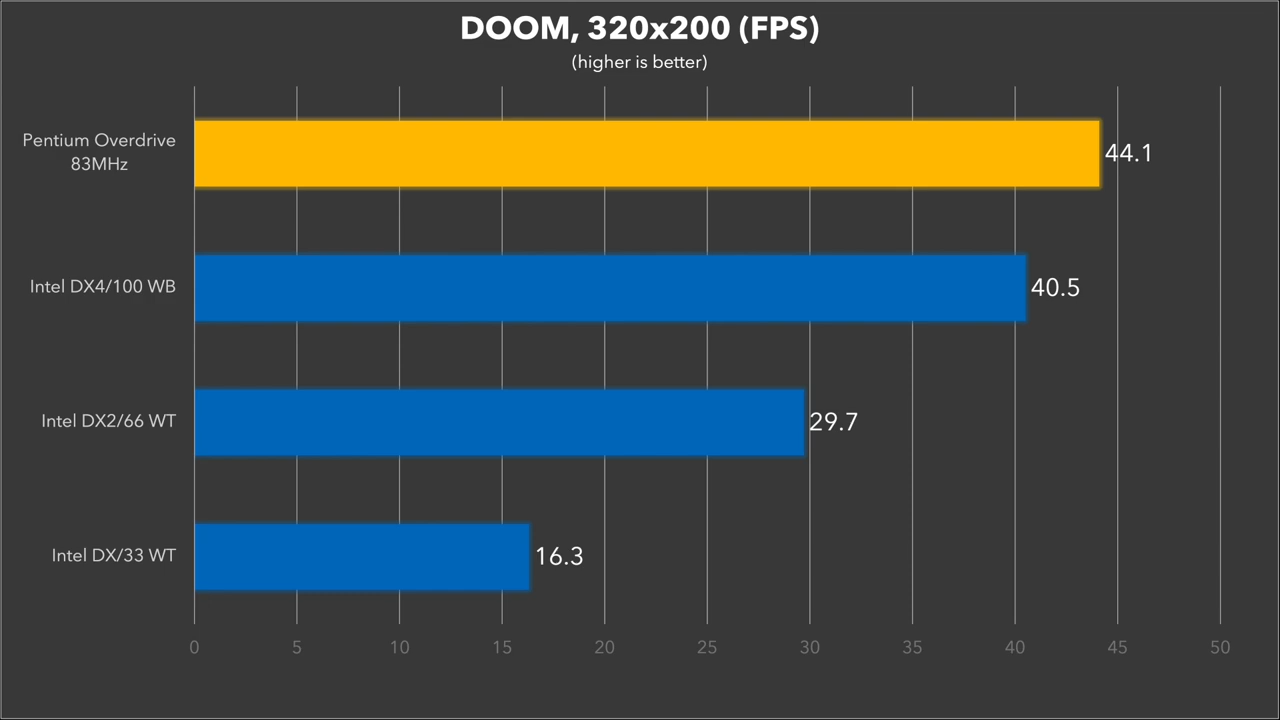 DOOM, 320x200 (FPS)
(higher is better)
Pentium Overdrive
83MHz
44.1
Intel DX4/100 WB
40.5
Intel DX2/66 WT
29.7
Intel DX/33 WT
16.3
0 5 10 15 20 25 30 35 40 45 50